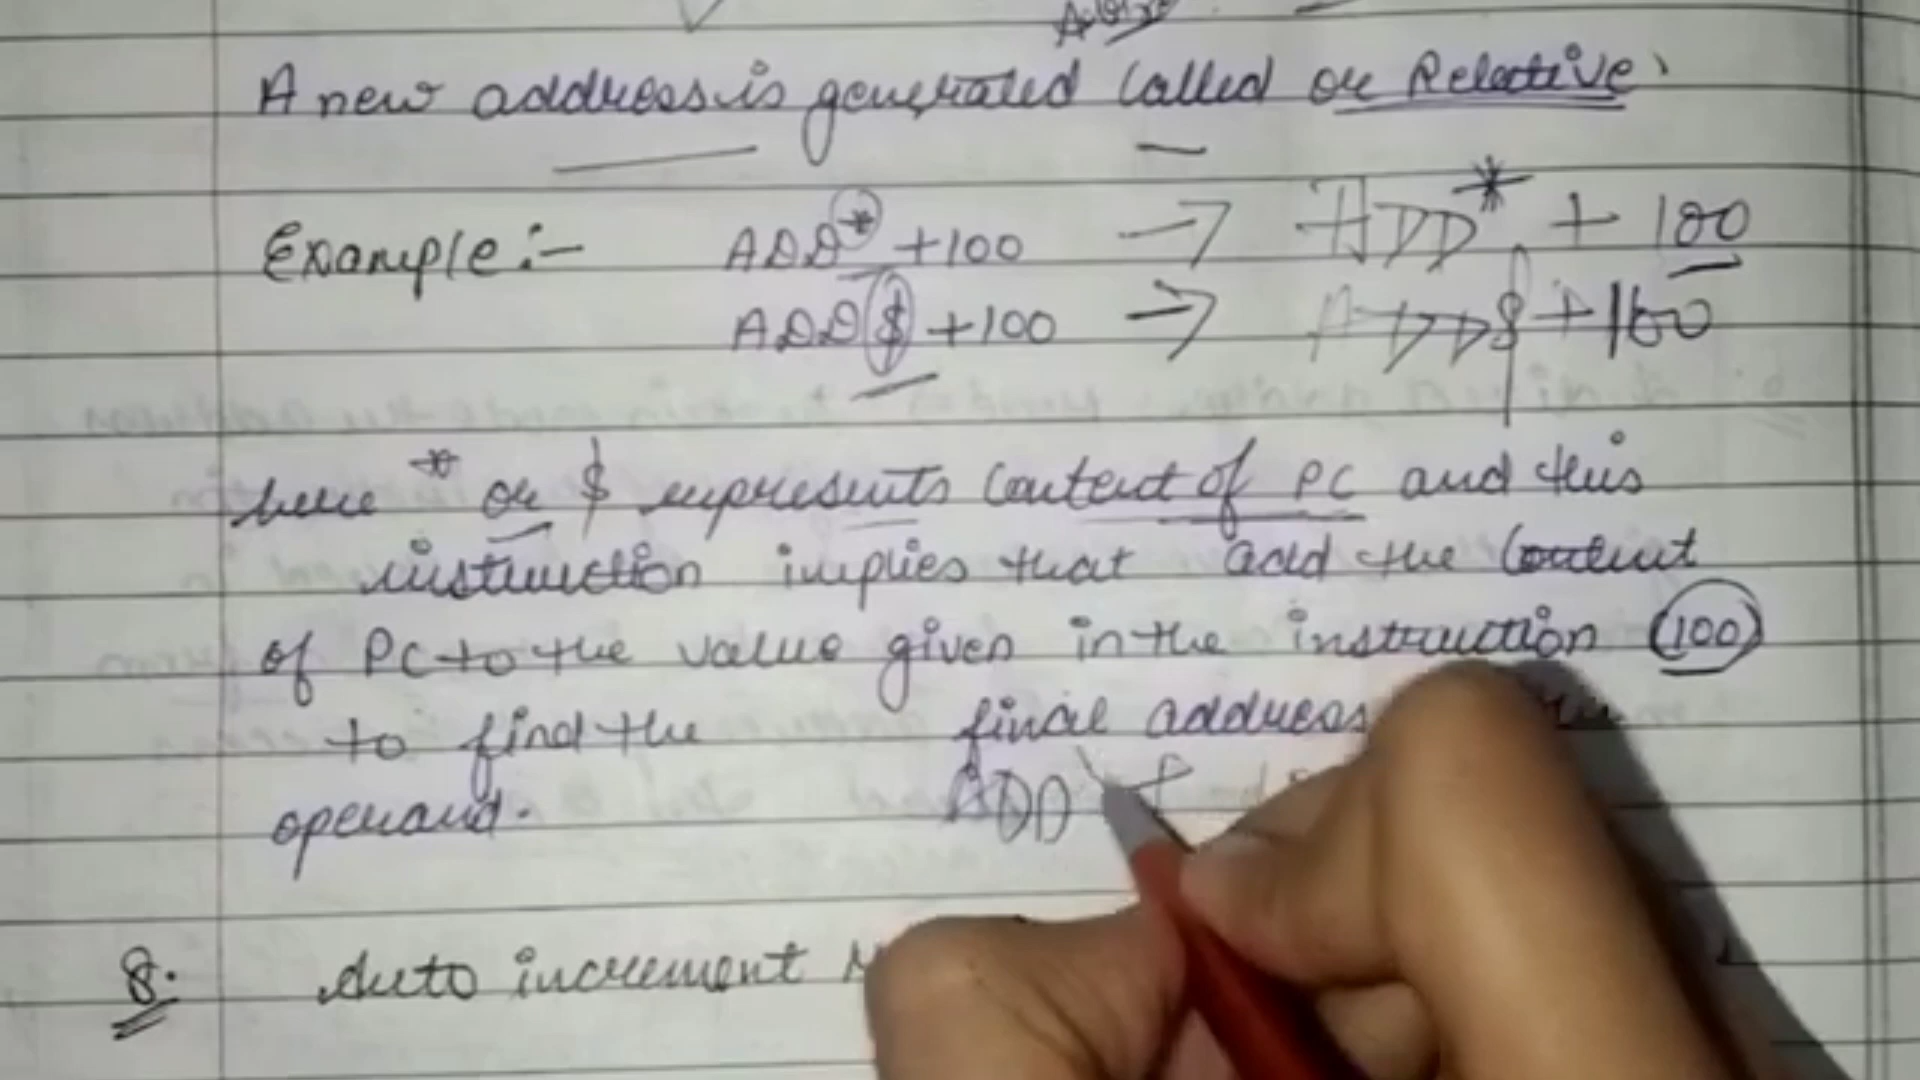 A new address is generated called or Relative.
Example:- ADD* +100 → ADD* + 100
ADD$ +100 → ADD$ +100
here * or $ represents content of PC and this
instruction implies that add the content
of PC to the value given in the instruction (100)
to find the final address
operand. ADD
8. Auto increment